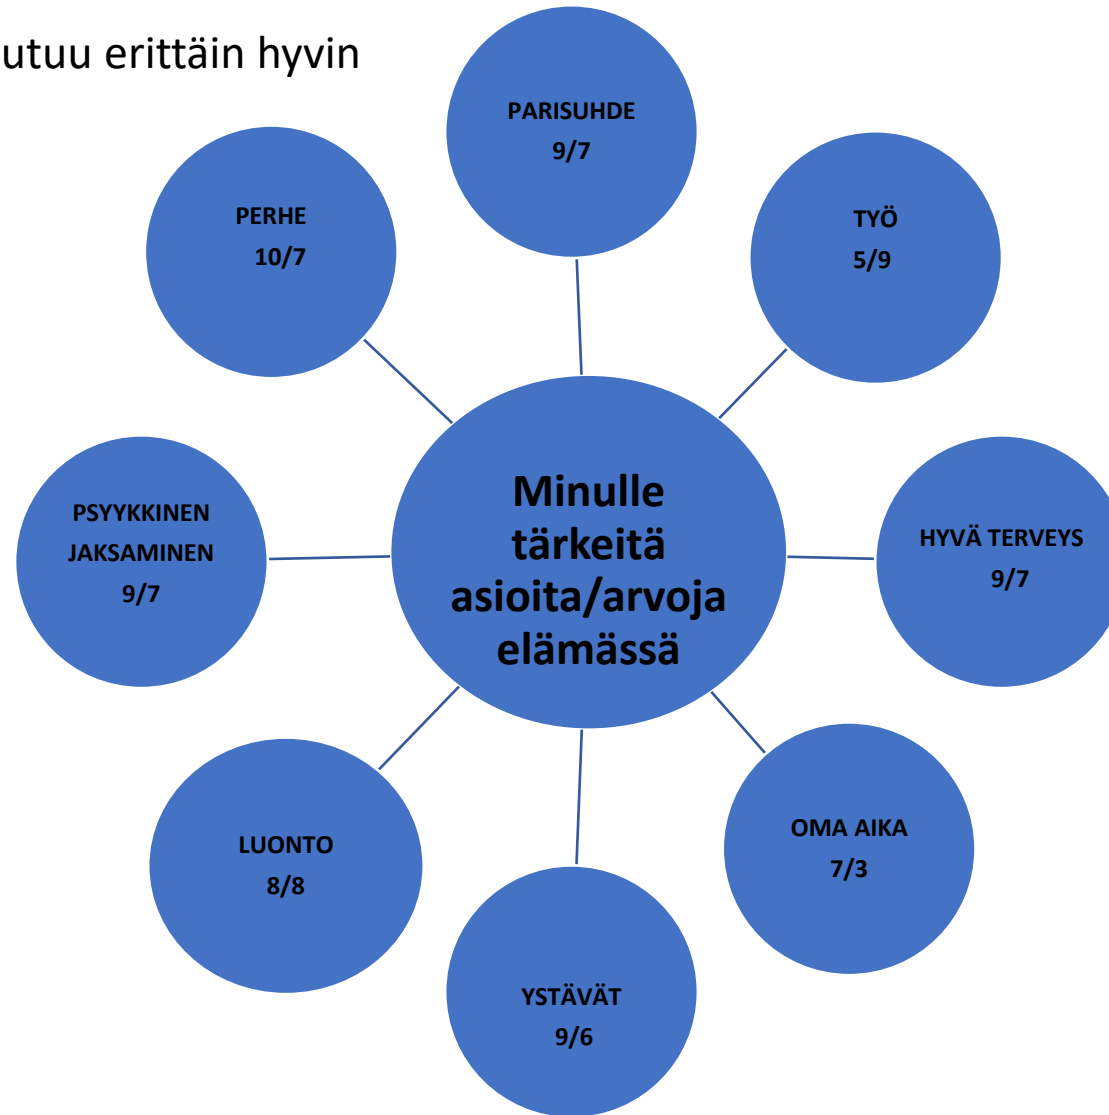 utuu erittäin hyvin
PARISUHDE
9/7
PERHE
10/7
TYÖ
5/9
PSYYKKINEN
JAKSAMINEN
9/7
Minulle
tärkeitä
asioita/arvoja
elämässä
HYVÄ TERVEYS
9/7
LUONTO
8/8
OMA AIKA
7/3
YSTÄVÄT
9/6